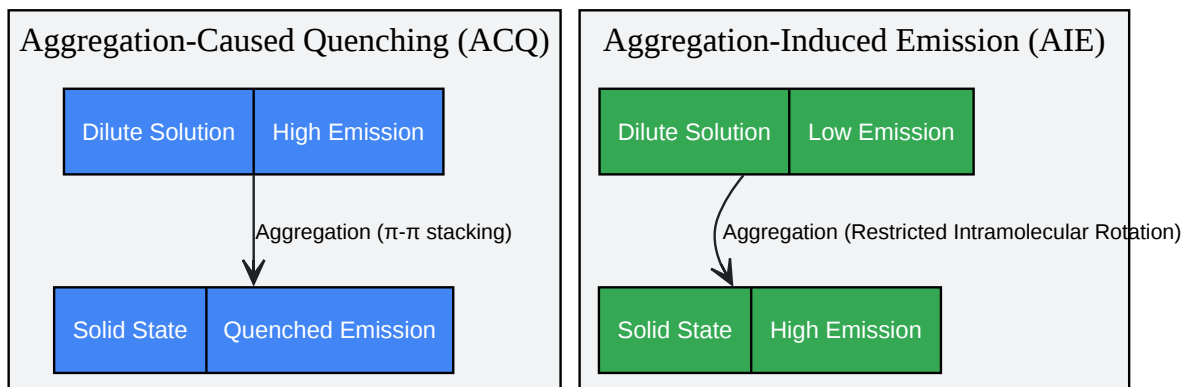 Aggregation-Caused Quenching (ACQ)
Dilute Solution
High Emission
Aggregation (π-π stacking)
Solid State
Quenched Emission
Aggregation-Induced Emission (AIE)
Dilute Solution
Low Emission
Aggregation (Restricted Intramolecular Rotation)
Solid State
High Emission